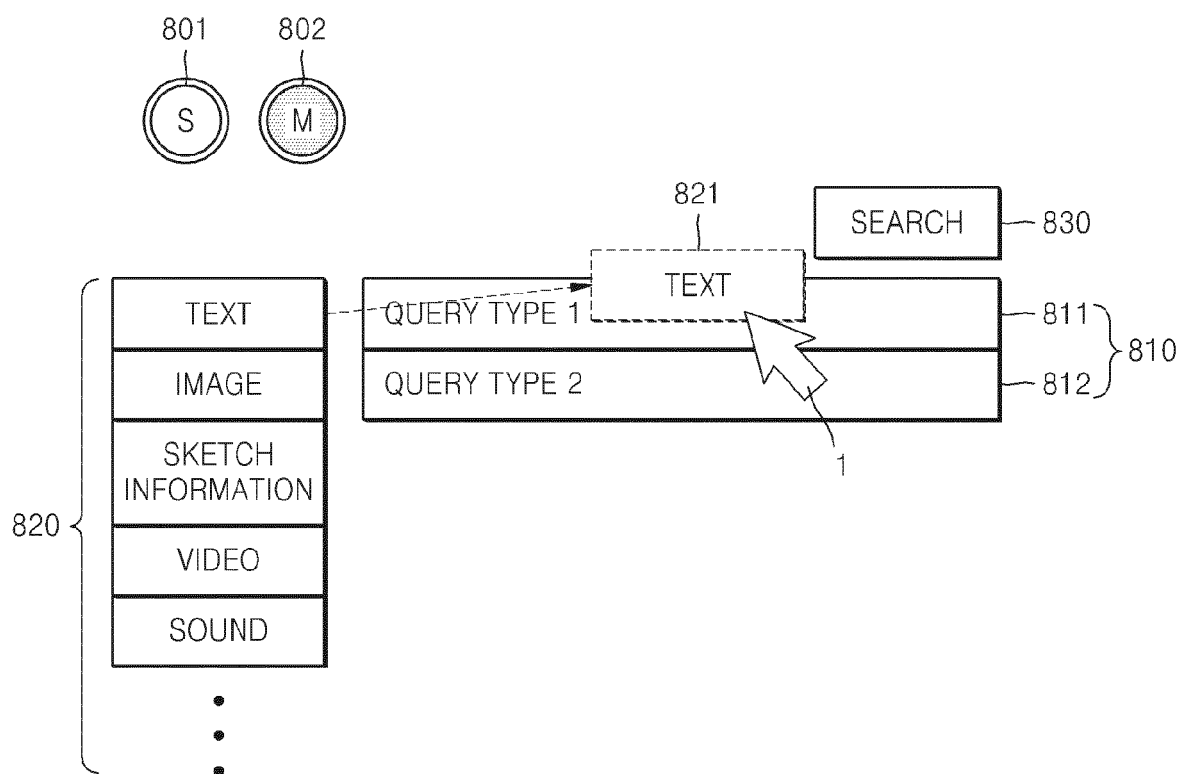 801
802
S
M
821
SEARCH
830
TEXT
TEXT
QUERY TYPE 1
811
810
IMAGE
QUERY TYPE 2
812
1
SKETCH
INFORMATION
820
VIDEO
SOUND